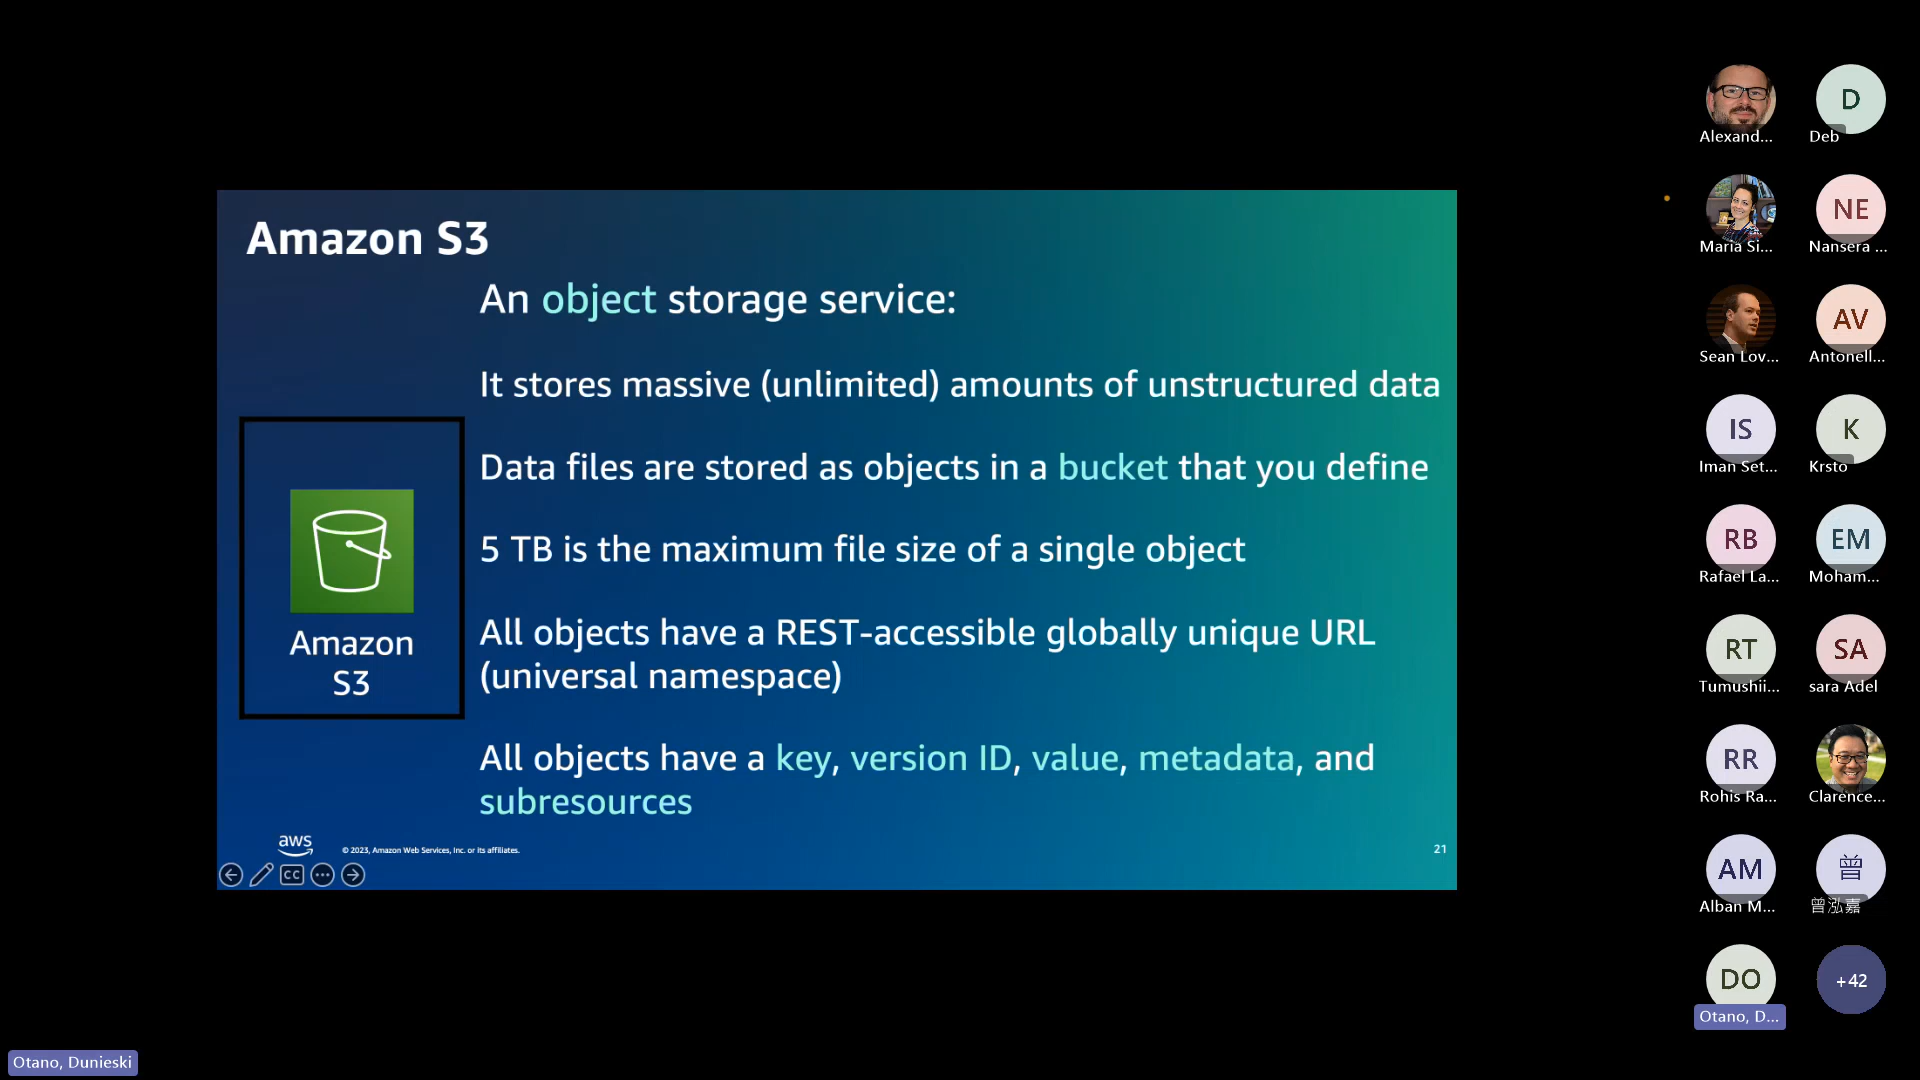 Amazon S3
An object storage service:
It stores massive (unlimited) amounts of unstructured data
Data files are stored as objects in a bucket that you define
5 TB is the maximum file size of a single object
All objects have a REST-accessible globally unique URL
(universal namespace)
All objects have a key, version ID, value, metadata, and
subresources
Amazon
S3
aws
© 2023, Amazon Web Services, Inc. or its affiliates.
21
CC
Alexand...
D
Deb
Maria Si...
NE
Nansera ...
Sean Lov...
AV
Antonell...
IS
Iman Set...
K
Krsto
RB
Rafael La...
EM
Moham...
RT
Tumushii...
SA
sara Adel
RR
Rohis Ra...
Clarence...
AM
Alban M...
曾
曾泓嘉
DO
Otano, D...
+42
Otano, Dunieski